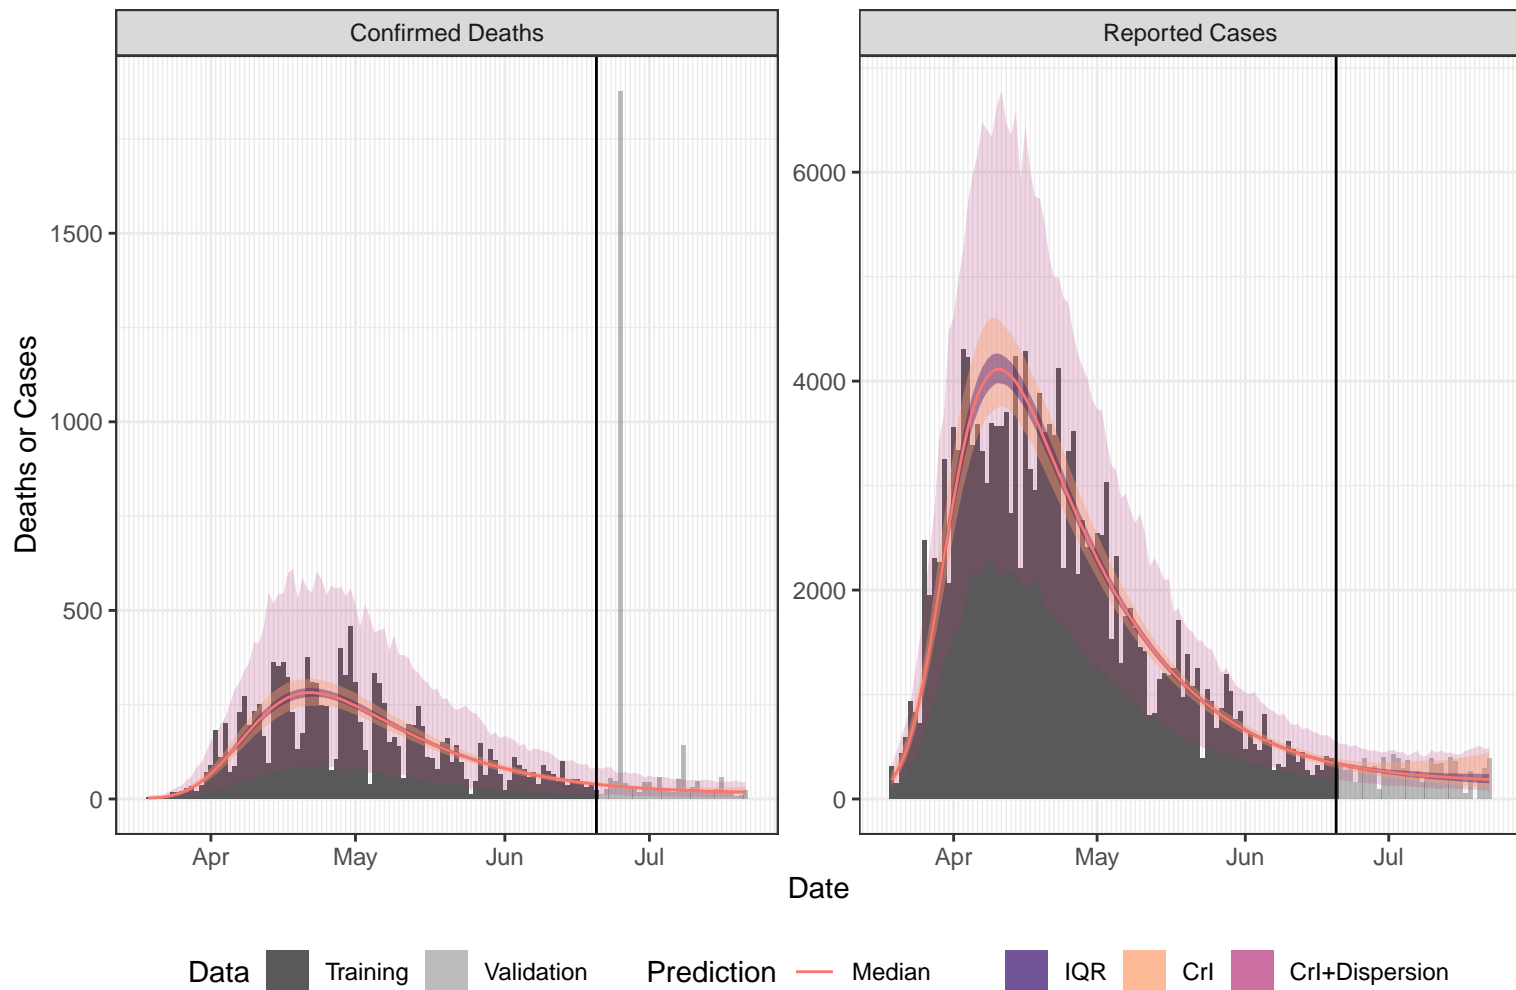 Confirmed Deaths
Reported Cases
Deaths or Cases
1500
1000
500
0
6000
4000
2000
0
Apr May Jun Jul
Apr May Jun Jul
Date
Data Training Validation Prediction Median IQR CrI CrI+Dispersion